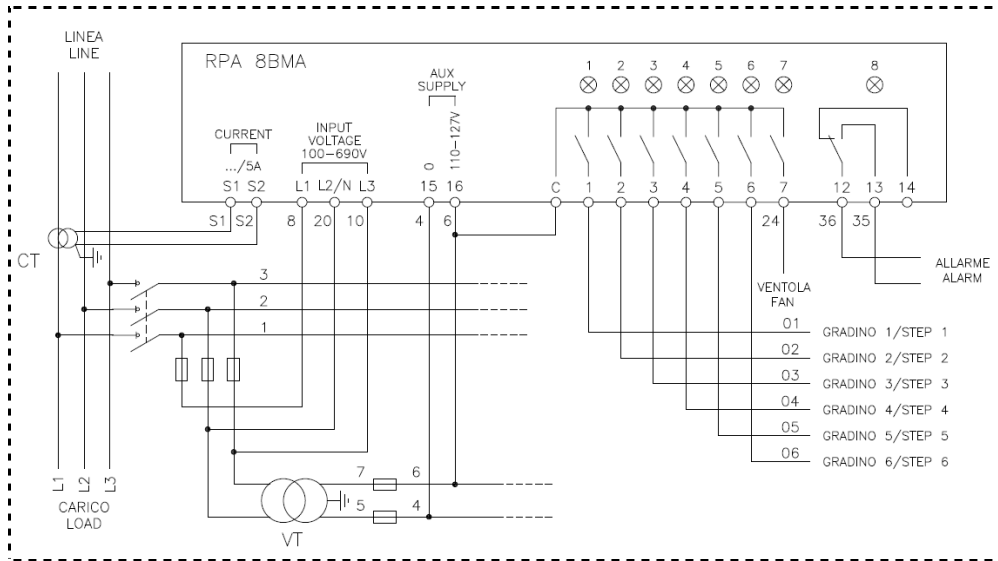 LINEA
LINE
RPA 8BMA
AUX
SUPPLY
1 2 3 4 5 6 7 8
CURRENT
.../5A
INPUT
VOLTAGE
100-690V
0
110-127V
S1 S2 L1 L2/N L3 15 16 C 1 2 3 4 5 6 7 12 13 14
S1 S2 8 20 10 4 6 24 36 35
CT
3
2
1
VENTOLA
FAN
ALLARME
ALARM
01 GRADINO 1/STEP 1
02 GRADINO 2/STEP 2
03 GRADINO 3/STEP 3
04 GRADINO 4/STEP 4
05 GRADINO 5/STEP 5
06 GRADINO 6/STEP 6
L1 L2 L3
CARICO
LOAD
7 6
5 4
VT